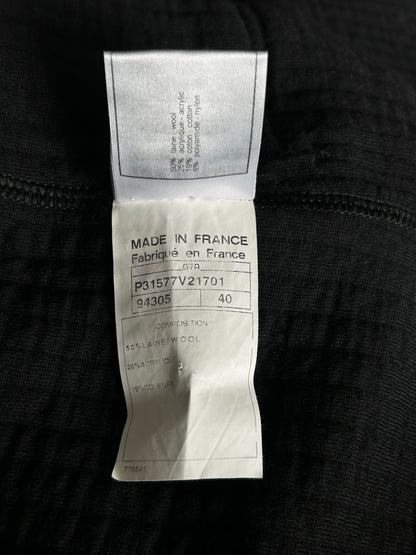 50% laine - wool
25% acrylique - acrylic
19% coton cotton
6% polyamide - nylon
MADE IN FRANCE
Fabriqué en France
07A
P31577V21701
94305 40
COMPOSITION
50%LAINE/WOOL